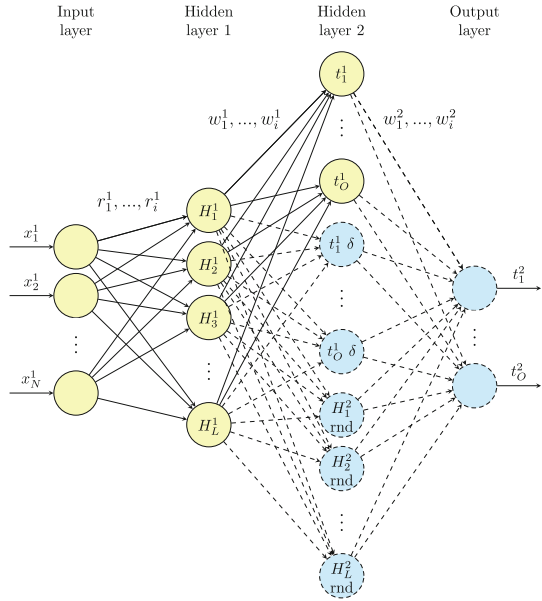 Input
layer
Hidden
layer 1
Hidden
layer 2
Output
layer
r_1^1, ..., r_i^1
w_1^1, ..., w_i^1
w_1^2, ..., w_i^2
x_1^1
x_2^1
⋮
x_N^1
H_1^1
H_2^1
H_3^1
⋮
H_L^1
t_1^1
⋮
t_O^1
t_1^1 δ
⋮
t_O^1 δ
H_1^2
rnd
H_2^2
rnd
⋮
H_L^2
rnd
t_1^2
⋮
t_O^2